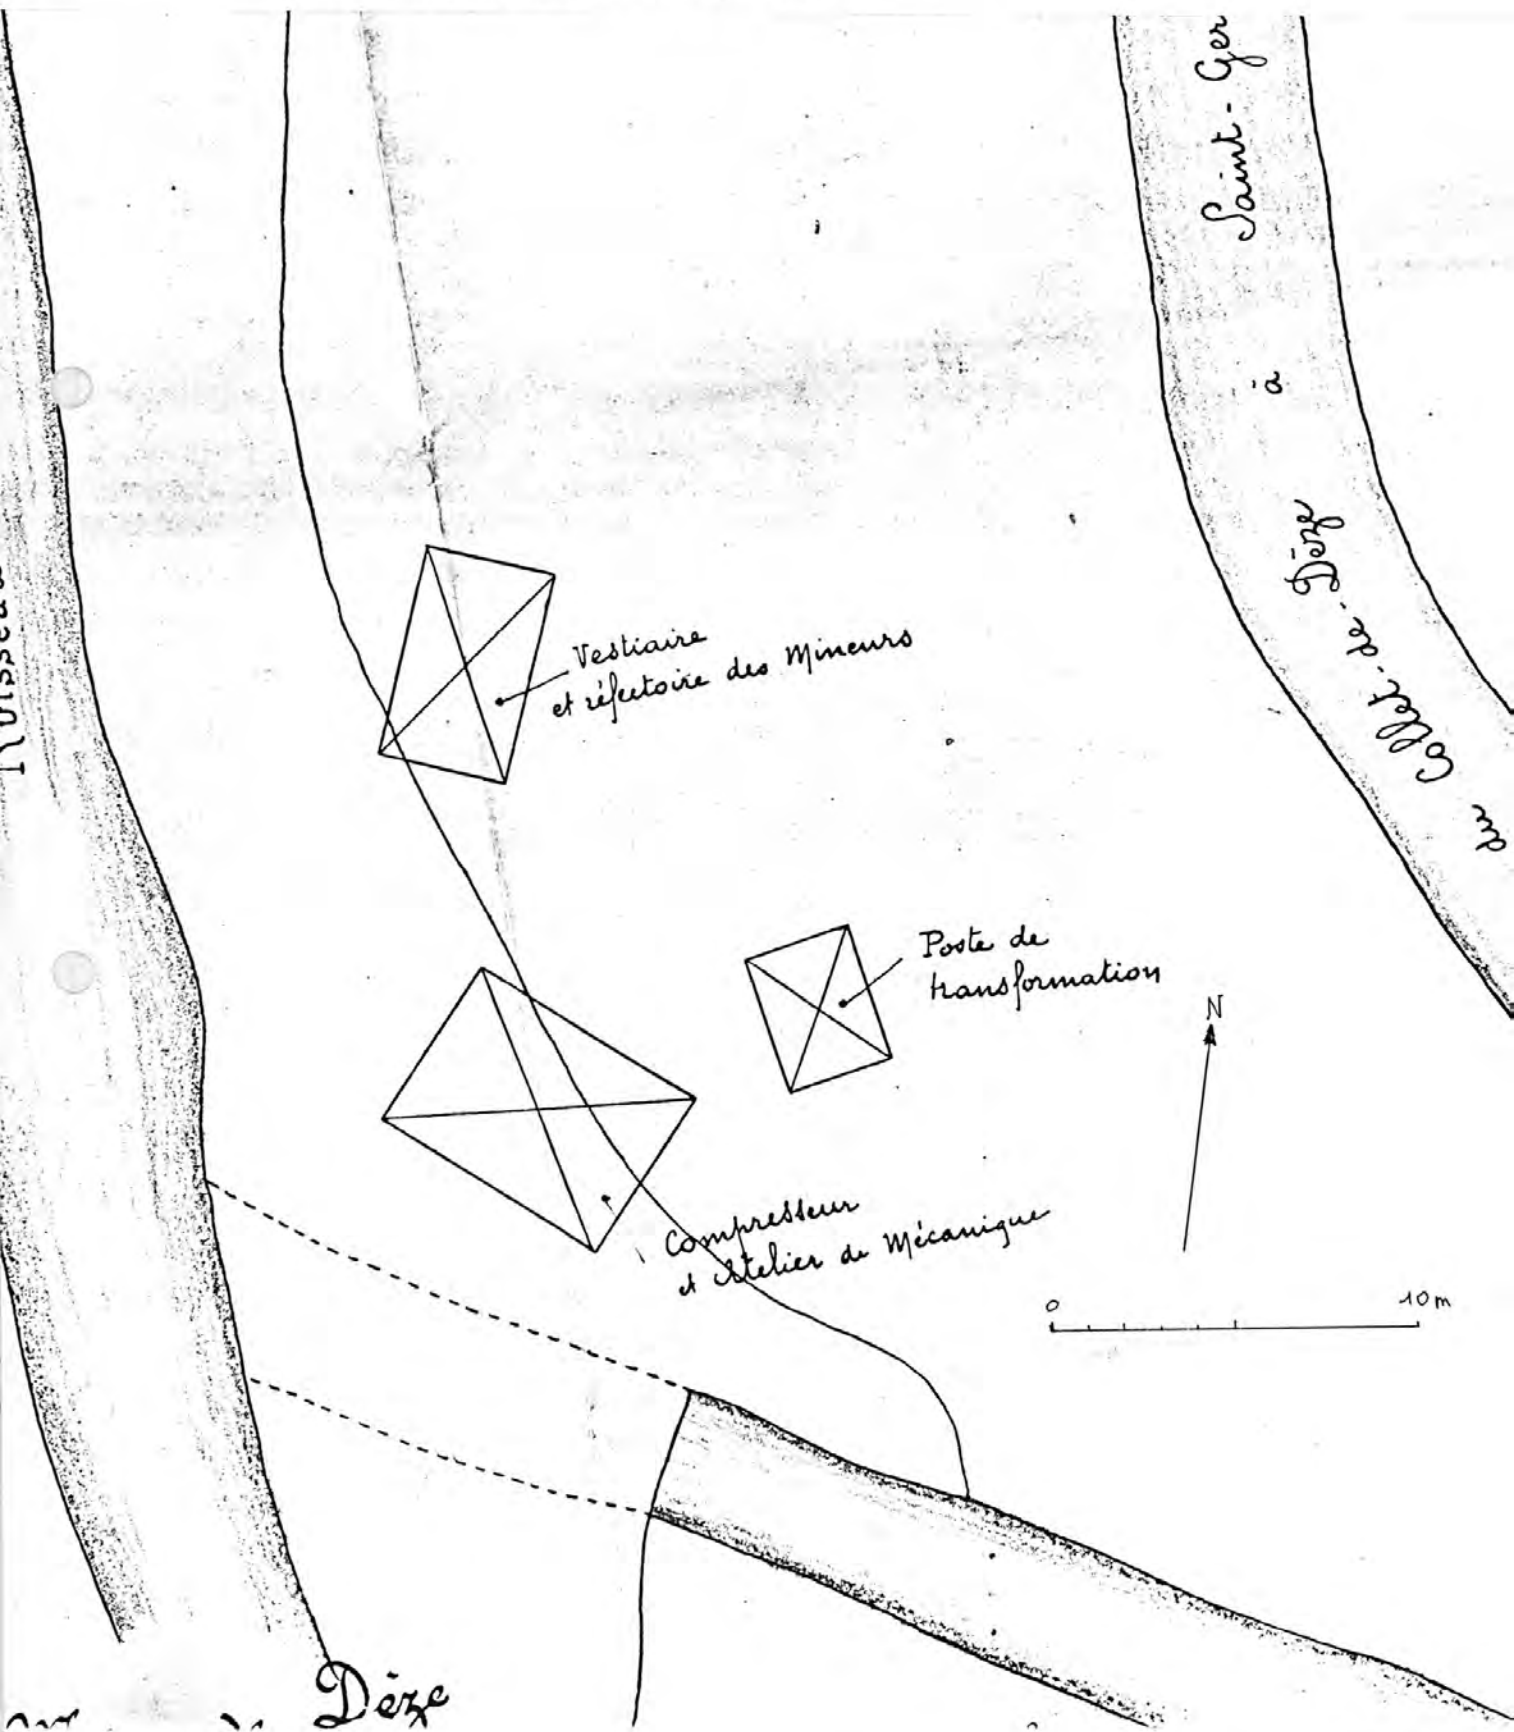 Saint-Ger
à
du Collet-de-Dèze
Ruisseau
Vestiaire
et réfectoire des Mineurs
Poste de
transformation
N
Compresseur
et Atelier de Mécanique
0 10m
Dèze